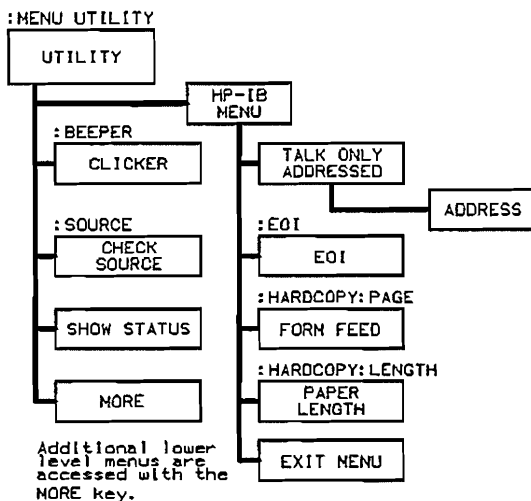 :MENU UTILITY
UTILITY
HP-IB
MENU
:BEEPER
CLICKER
TALK ONLY
ADDRESSED
ADDRESS
:SOURCE
CHECK
SOURCE
:EOI
EOI
:HARDCOPY:PAGE
SHOW STATUS
FORM FEED
:HARDCOPY:LENGTH
MORE
PAPER
LENGTH
Additional lower
level menus are
accessed with the
MORE key.
EXIT MENU